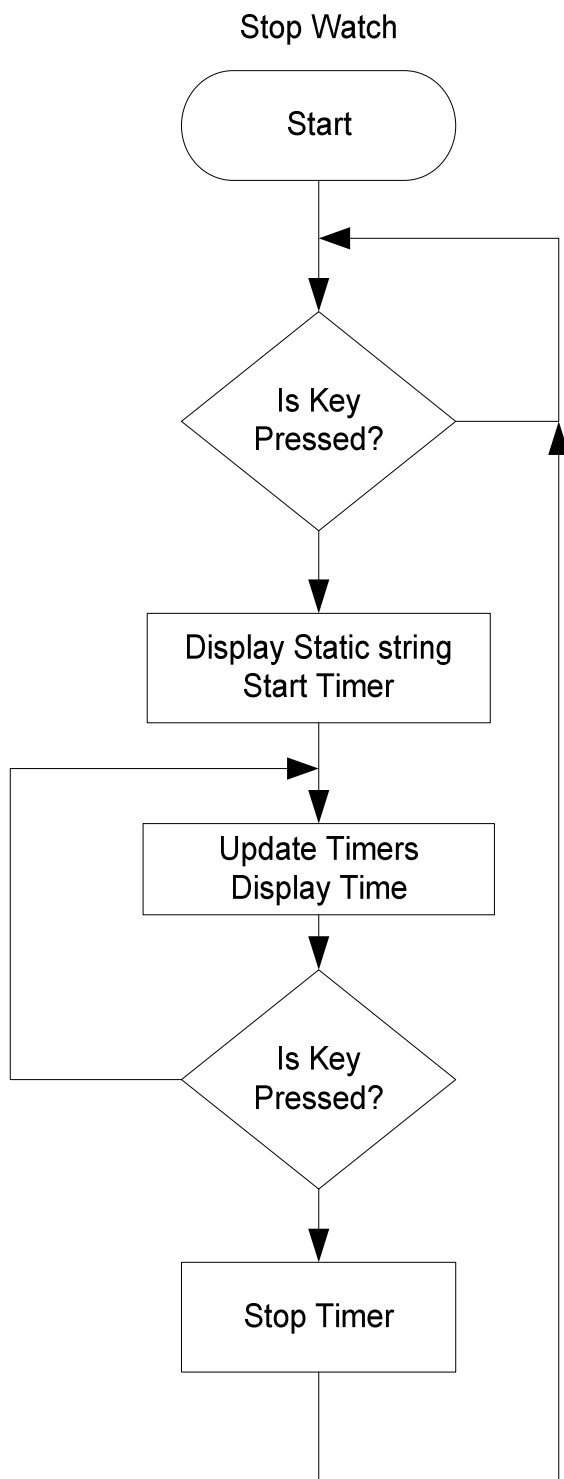 Stop Watch
Start
Is Key
Pressed?
Display Static string
Start Timer
Update Timers
Display Time
Is Key
Pressed?
Stop Timer